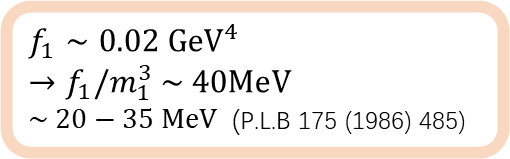 f₁ ~ 0.02 GeV⁴
→ f₁/m₁³ ~ 40MeV
~ 20 − 35 MeV (P.L.B 175 (1986) 485)